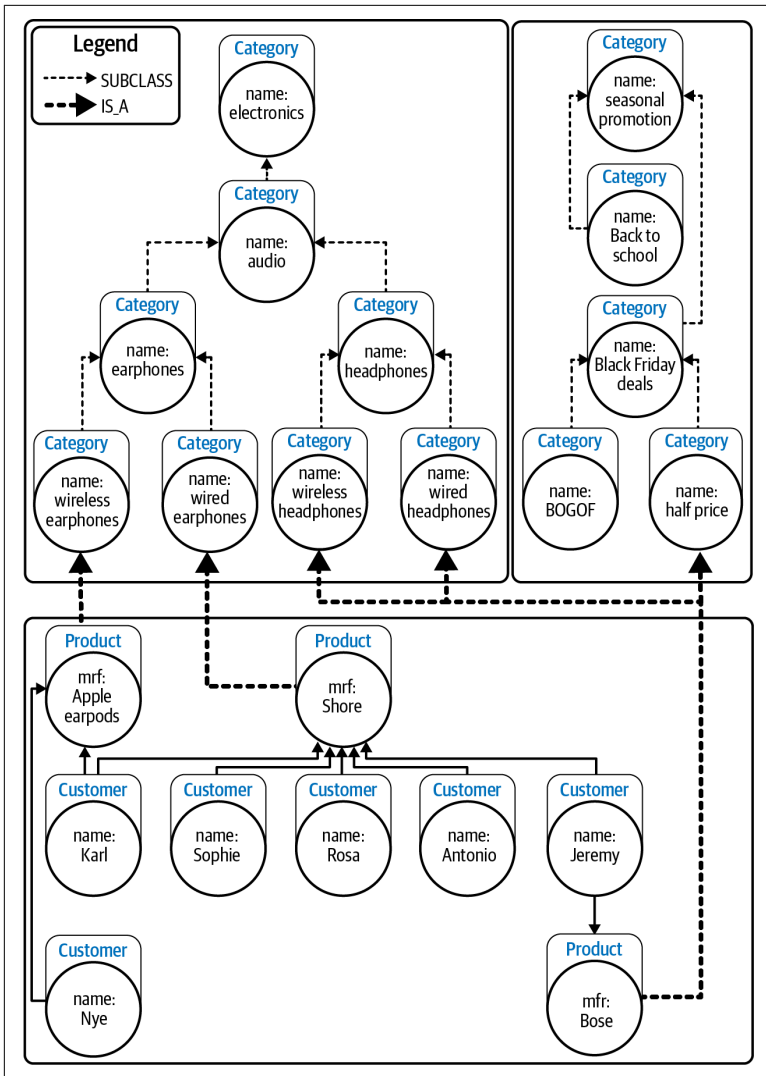 Legend
SUBCLASS
IS_A
Category
name:
electronics
Category
name:
audio
Category
name:
earphones
Category
name:
headphones
Category
name:
wireless
earphones
Category
name:
wired
earphones
Category
name:
wireless
headphones
Category
name:
wired
headphones
Category
name:
seasonal
promotion
Category
name:
Back to
school
Category
name:
Black Friday
deals
Category
name:
BOGOF
Category
name:
half price
Product
mrf:
Apple
earpods
Product
mrf:
Shore
Customer
name:
Karl
Customer
name:
Sophie
Customer
name:
Rosa
Customer
name:
Antonio
Customer
name:
Jeremy
Customer
name:
Nye
Product
mfr:
Bose